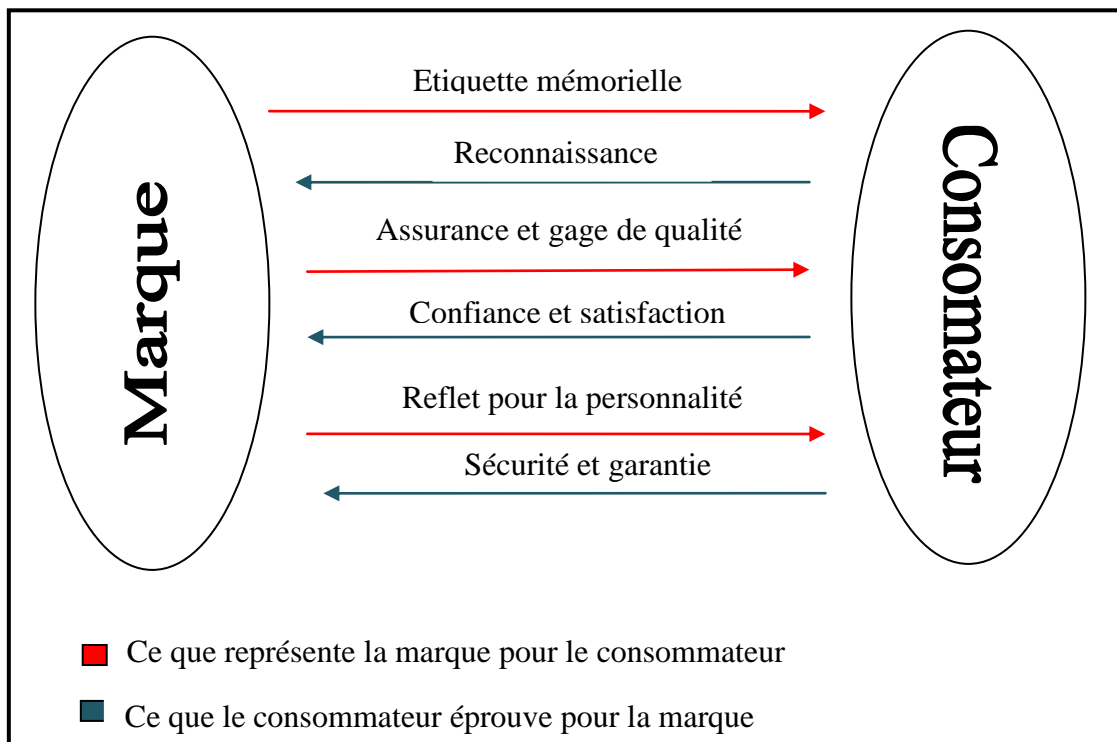 Etiquette mémorielle
Reconnaissance
Assurance et gage de qualité
Confiance et satisfaction
Reflet pour la personnalité
Sécurité et garantie
Marque
Consomateur
Ce que représente la marque pour le consommateur
Ce que le consommateur éprouve pour la marque